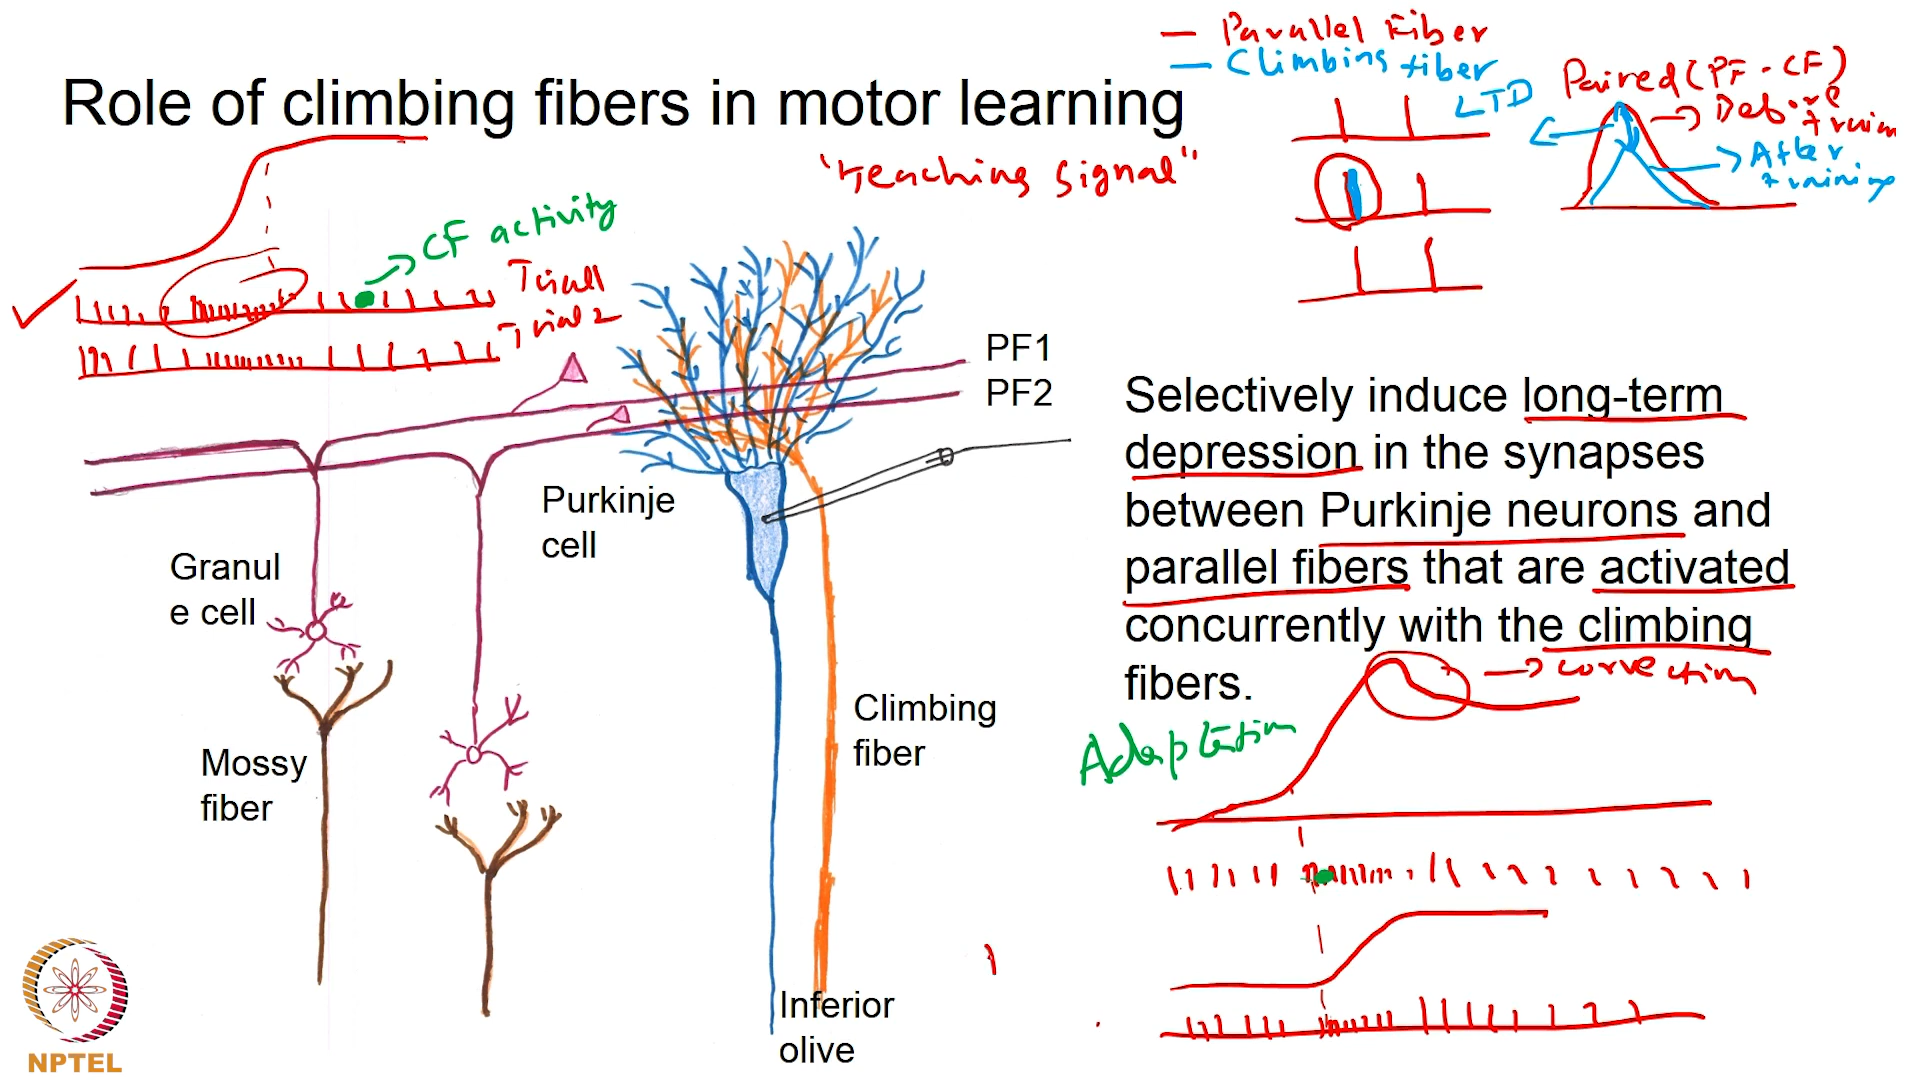 Role of climbing fibers in motor learning
Parallel Fiber
Climbing fiber
LTD
Paired (PF - CF)
After
training
"teaching signal"
CF activity
Trial 1
Trial 2
PF1
PF2
Purkinje
cell
Granul
e cell
Mossy
fiber
Climbing
fiber
Inferior
olive
Selectively induce long-term
depression in the synapses
between Purkinje neurons and
parallel fibers that are activated
concurrently with the climbing
fibers.
correction
Adaptation
NPTEL